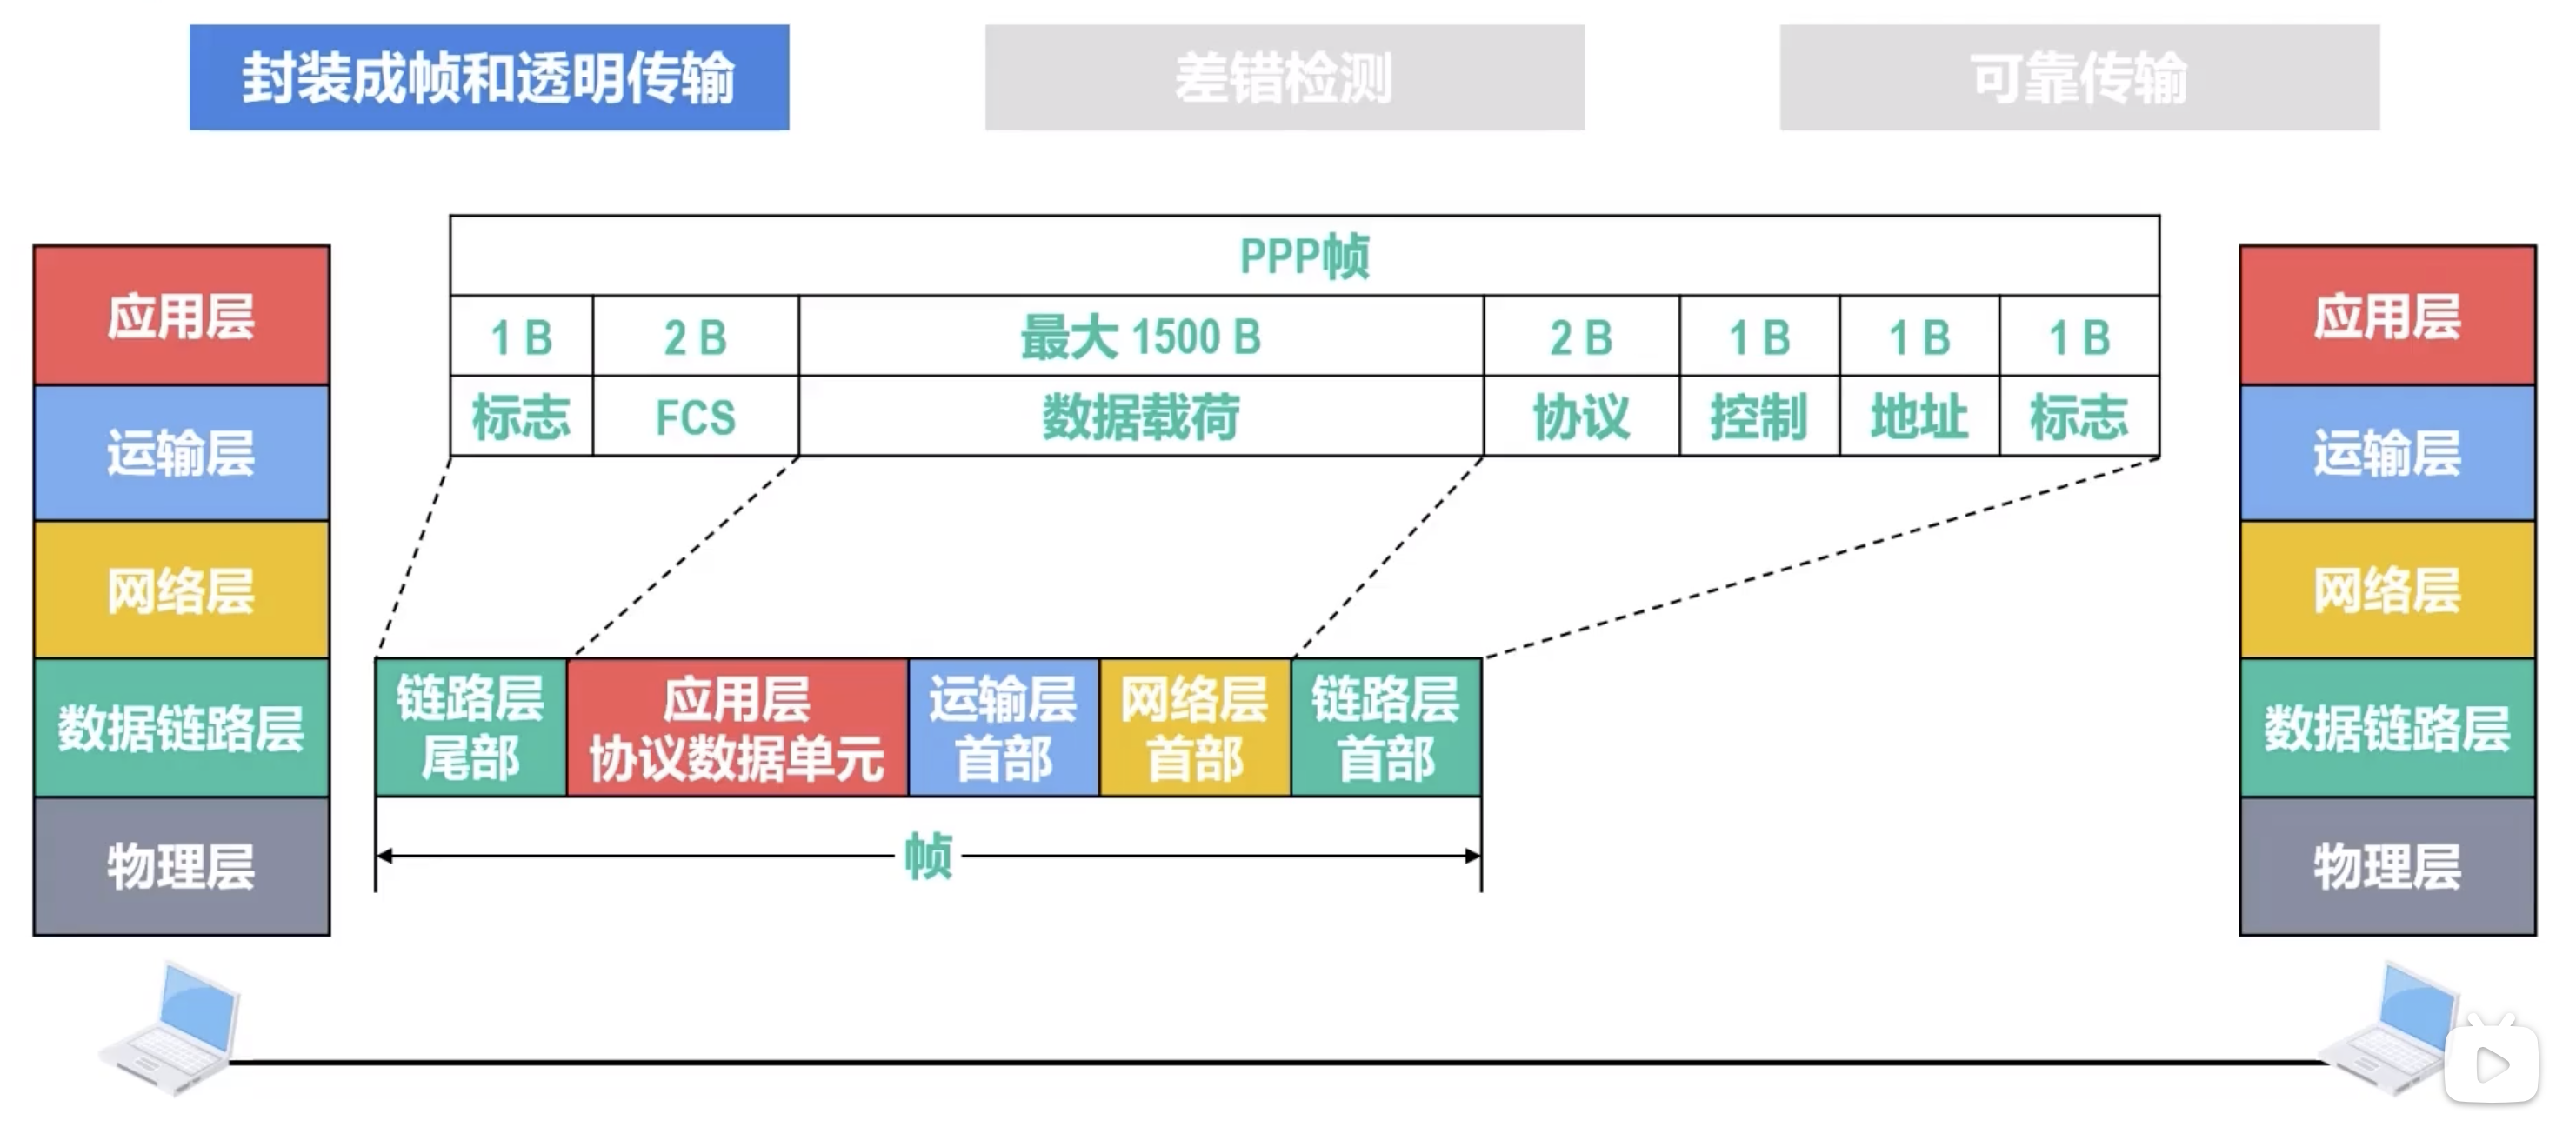 封装成帧和透明传输
差错检测
可靠传输
应用层
运输层
网络层
数据链路层
物理层
PPP帧
1 B 2 B 最大 1500 B 2 B 1 B 1 B 1 B
标志 FCS 数据载荷 协议 控制 地址 标志
链路层
尾部
应用层
协议数据单元
运输层
首部
网络层
首部
链路层
首部
帧
应用层
运输层
网络层
数据链路层
物理层